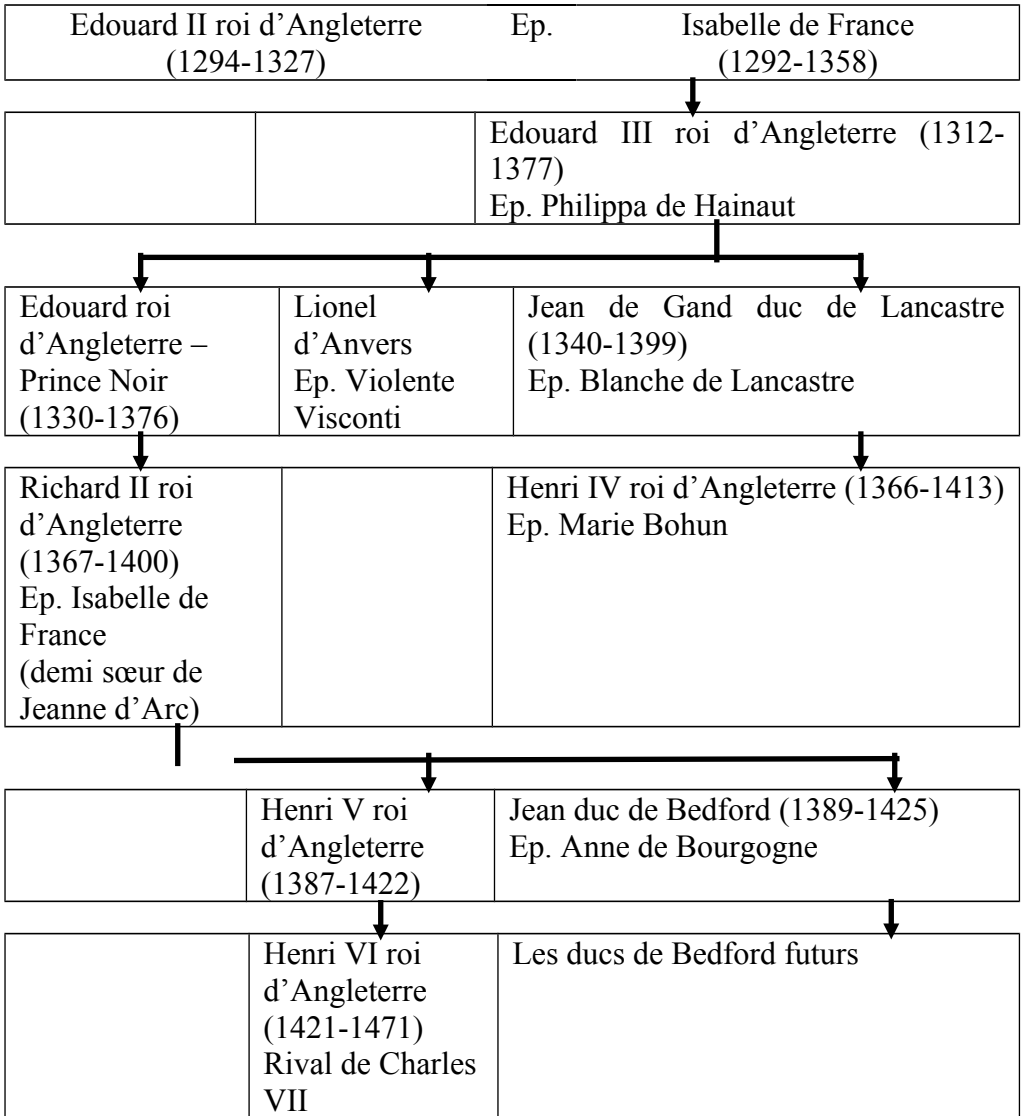 Edouard II roi d’Angleterre Ep. Isabelle de France
(1294-1327) (1292-1358)
Edouard III roi d’Angleterre (1312-
1377)
Ep. Philippa de Hainaut
Edouard roi
d’Angleterre –
Prince Noir
(1330-1376)
Lionel
d’Anvers
Ep. Violente
Visconti
Jean de Gand duc de Lancastre
(1340-1399)
Ep. Blanche de Lancastre
Richard II roi
d’Angleterre
(1367-1400)
Ep. Isabelle de
France
(demi sœur de
Jeanne d’Arc)
Henri IV roi d’Angleterre (1366-1413)
Ep. Marie Bohun
Henri V roi
d’Angleterre
(1387-1422)
Jean duc de Bedford (1389-1425)
Ep. Anne de Bourgogne
Henri VI roi
d’Angleterre
(1421-1471)
Rival de Charles
VII
Les ducs de Bedford futurs